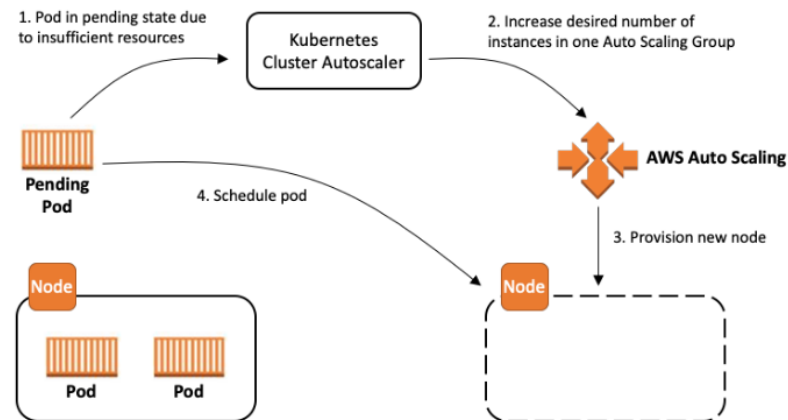 1. Pod in pending state due
to insufficient resources
Kubernetes
Cluster Autoscaler
2. Increase desired number of
instances in one Auto Scaling Group
Pending
Pod
AWS Auto Scaling
4. Schedule pod
3. Provision new node
Node
Node
Pod
Pod